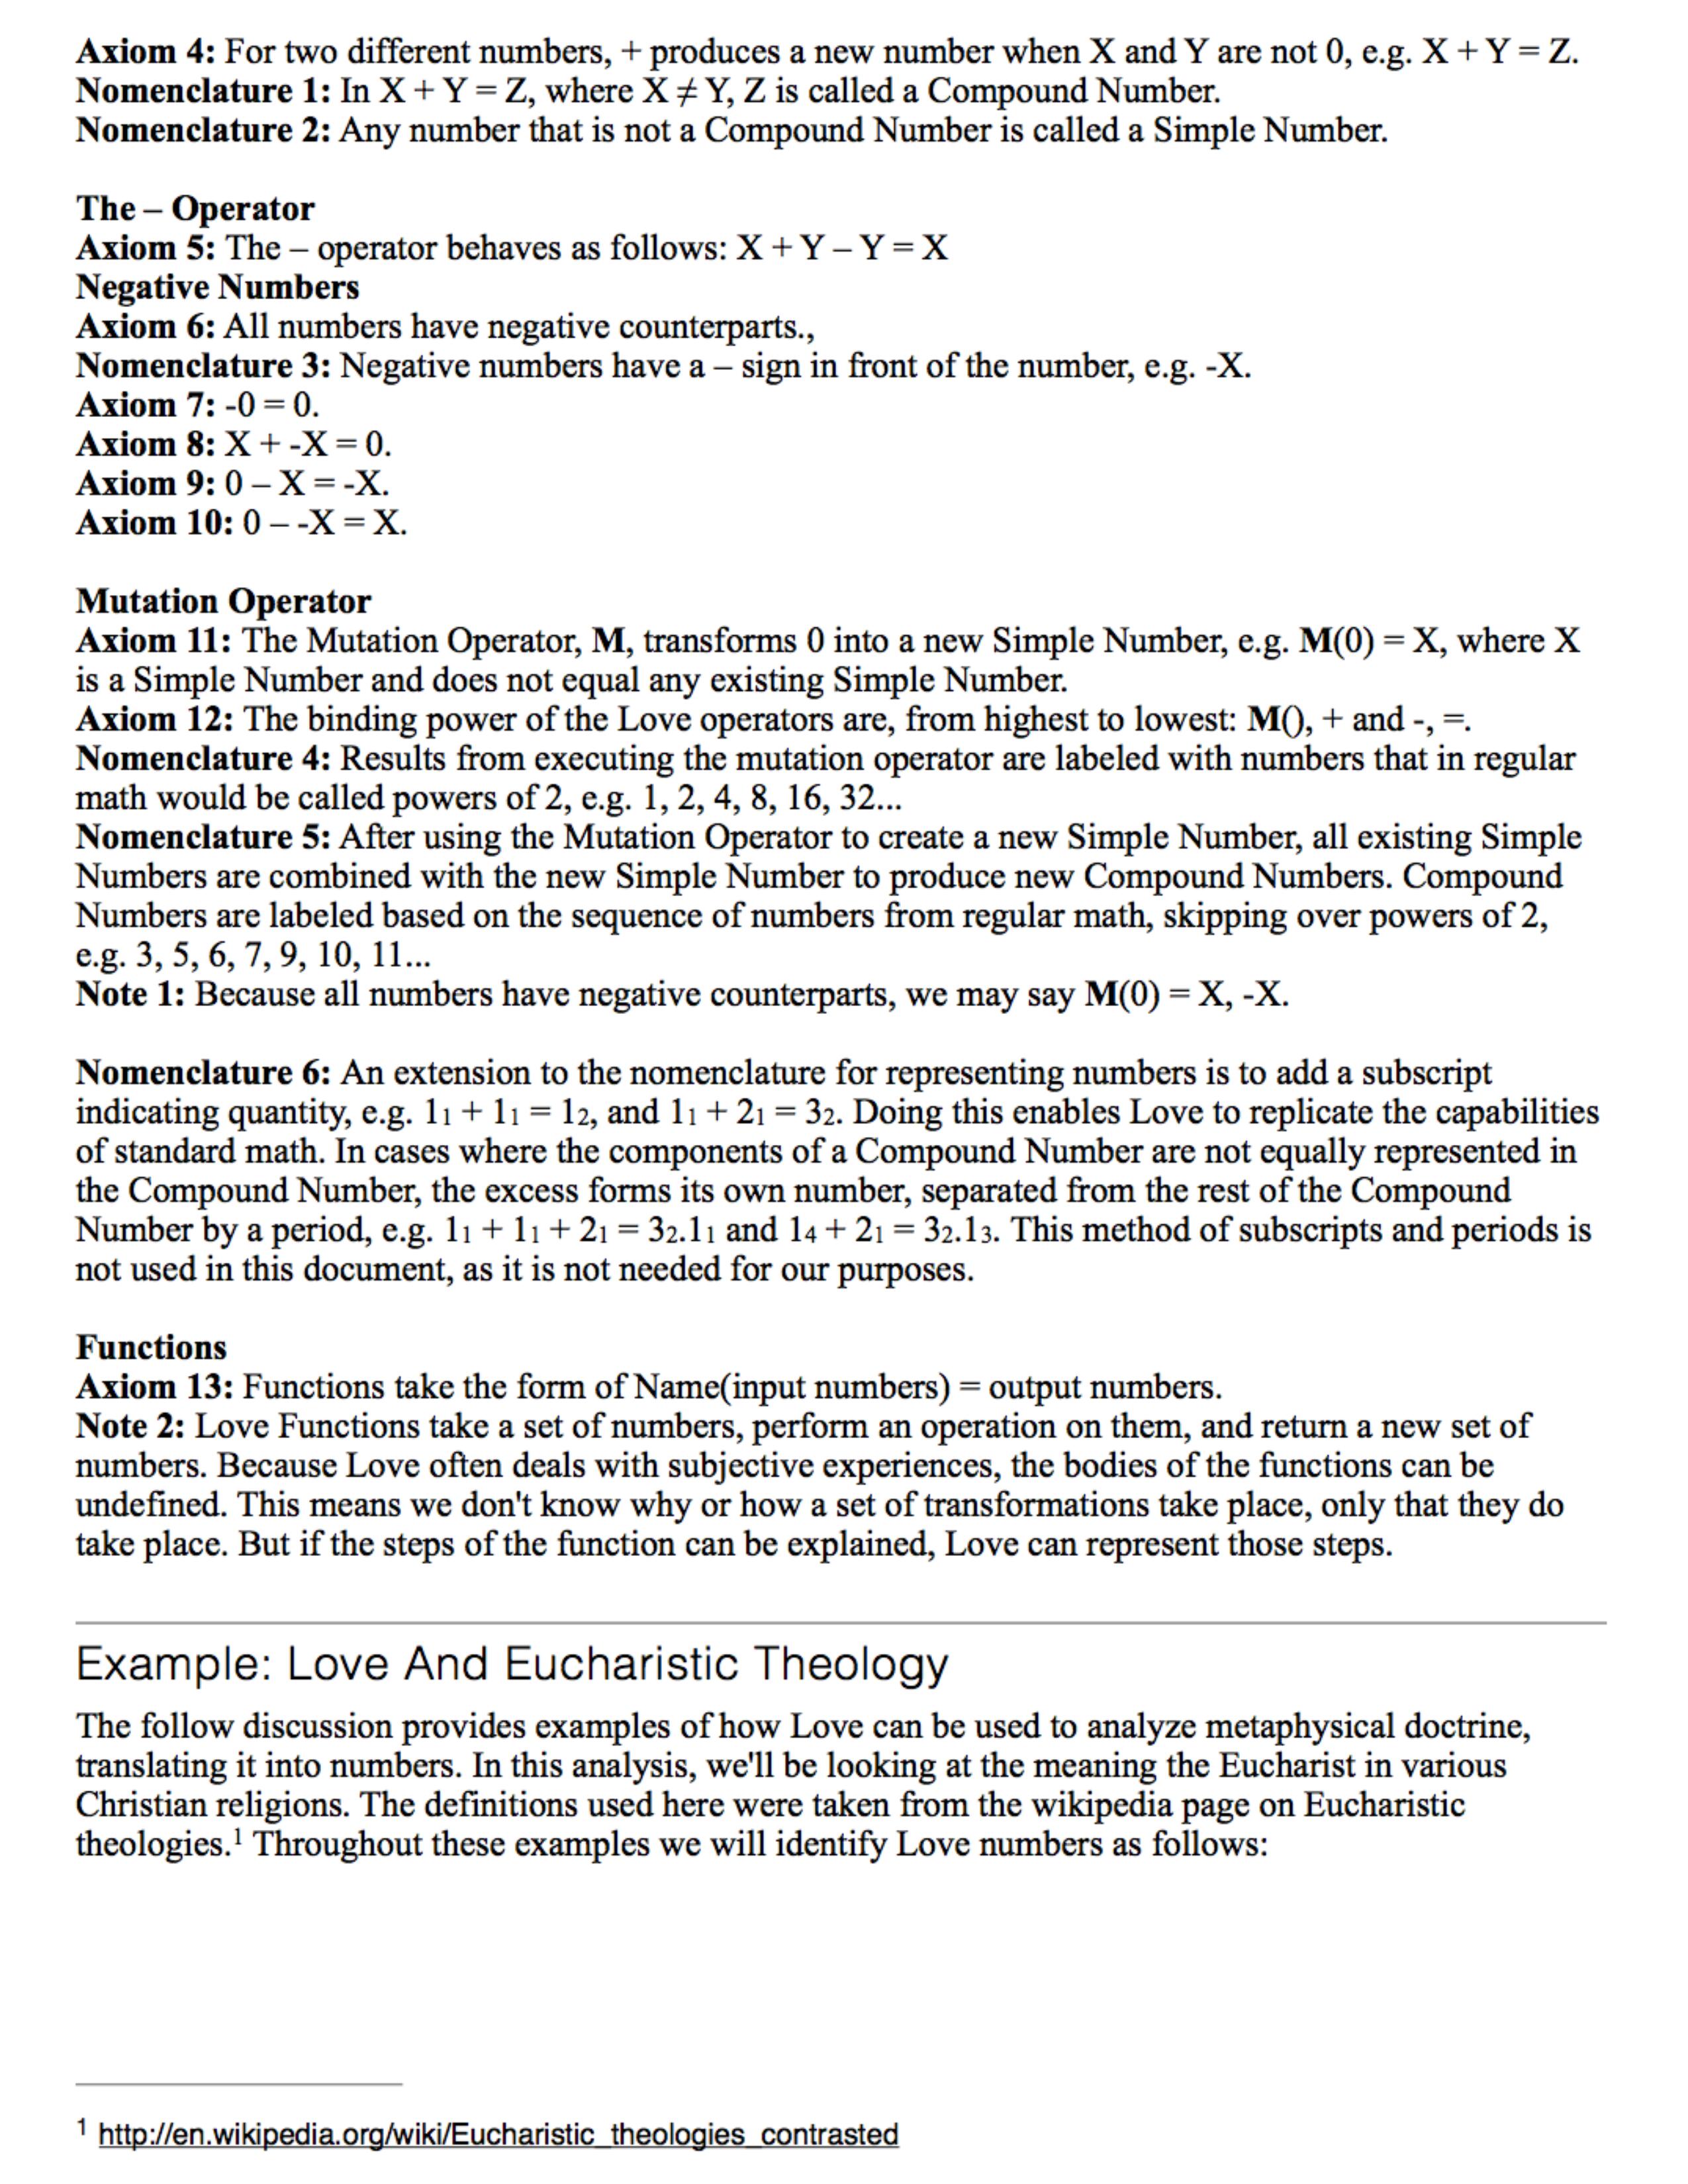 Axiom 4: For two different numbers, + produces a new number when X and Y are not 0, e.g. X + Y = Z.
Nomenclature 1: In X + Y = Z, where X ≠ Y, Z is called a Compound Number.
Nomenclature 2: Any number that is not a Compound Number is called a Simple Number.
The – Operator
Axiom 5: The – operator behaves as follows: X + Y – Y = X
Negative Numbers
Axiom 6: All numbers have negative counterparts.,
Nomenclature 3: Negative numbers have a – sign in front of the number, e.g. -X.
Axiom 7: -0 = 0.
Axiom 8: X + -X = 0.
Axiom 9: 0 – X = -X.
Axiom 10: 0 – -X = X.
Mutation Operator
Axiom 11: The Mutation Operator, M, transforms 0 into a new Simple Number, e.g. M(0) = X, where X
is a Simple Number and does not equal any existing Simple Number.
Axiom 12: The binding power of the Love operators are, from highest to lowest: M(), + and -, =.
Nomenclature 4: Results from executing the mutation operator are labeled with numbers that in regular
math would be called powers of 2, e.g. 1, 2, 4, 8, 16, 32...
Nomenclature 5: After using the Mutation Operator to create a new Simple Number, all existing Simple
Numbers are combined with the new Simple Number to produce new Compound Numbers. Compound
Numbers are labeled based on the sequence of numbers from regular math, skipping over powers of 2,
e.g. 3, 5, 6, 7, 9, 10, 11...
Note 1: Because all numbers have negative counterparts, we may say M(0) = X, -X.
Nomenclature 6: An extension to the nomenclature for representing numbers is to add a subscript
indicating quantity, e.g. 1₁ + 1₁ = 1₂, and 1₁ + 2₁ = 3₂. Doing this enables Love to replicate the capabilities
of standard math. In cases where the components of a Compound Number are not equally represented in
the Compound Number, the excess forms its own number, separated from the rest of the Compound
Number by a period, e.g. 1₁ + 1₁ + 2₁ = 3₂.1₁ and 1₄ + 2₁ = 3₂.1₃. This method of subscripts and periods is
not used in this document, as it is not needed for our purposes.
Functions
Axiom 13: Functions take the form of Name(input numbers) = output numbers.
Note 2: Love Functions take a set of numbers, perform an operation on them, and return a new set of
numbers. Because Love often deals with subjective experiences, the bodies of the functions can be
undefined. This means we don't know why or how a set of transformations take place, only that they do
take place. But if the steps of the function can be explained, Love can represent those steps.
Example: Love And Eucharistic Theology
The follow discussion provides examples of how Love can be used to analyze metaphysical doctrine,
translating it into numbers. In this analysis, we'll be looking at the meaning the Eucharist in various
Christian religions. The definitions used here were taken from the wikipedia page on Eucharistic
theologies.¹ Throughout these examples we will identify Love numbers as follows:
¹ http://en.wikipedia.org/wiki/Eucharistic_theologies_contrasted